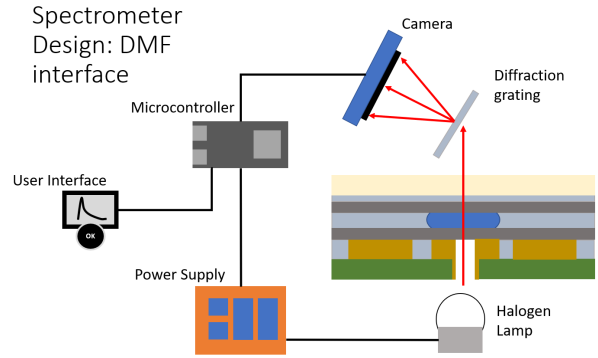 Spectrometer
Design: DMF
interface
Camera
Diffraction
grating
Microcontroller
User Interface
OK
Power Supply
Halogen
Lamp